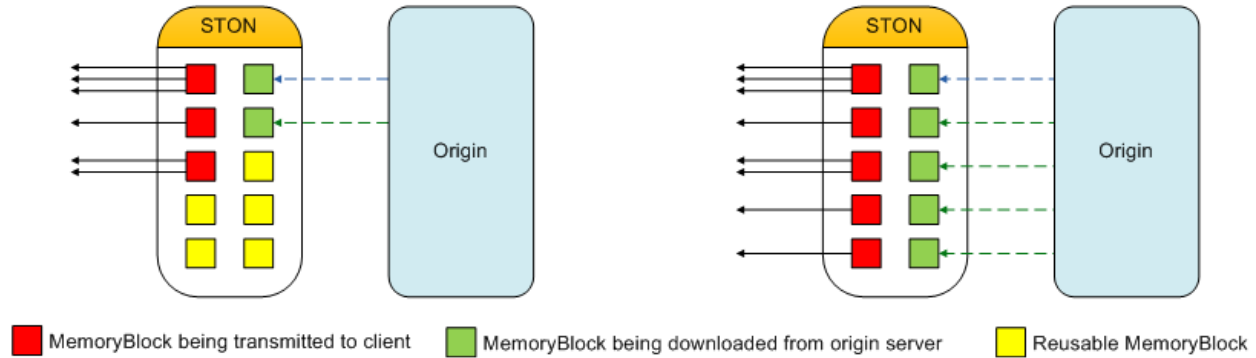 STON
STON
Origin
Origin
MemoryBlock being transmitted to client
MemoryBlock being downloaded from origin server
Reusable MemoryBlock